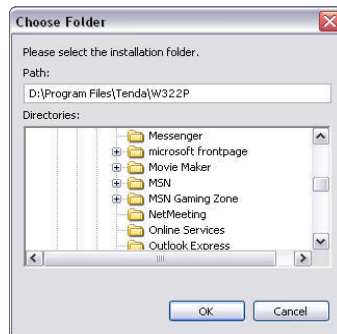 Choose Folder
Please select the installation folder.
Path:
D:\Program Files\Tenda\W322P
Directories:
Messenger
microsoft frontpage
Movie Maker
MSN
MSN Gaming Zone
NetMeeting
Online Services
Outlook Express
OK Cancel